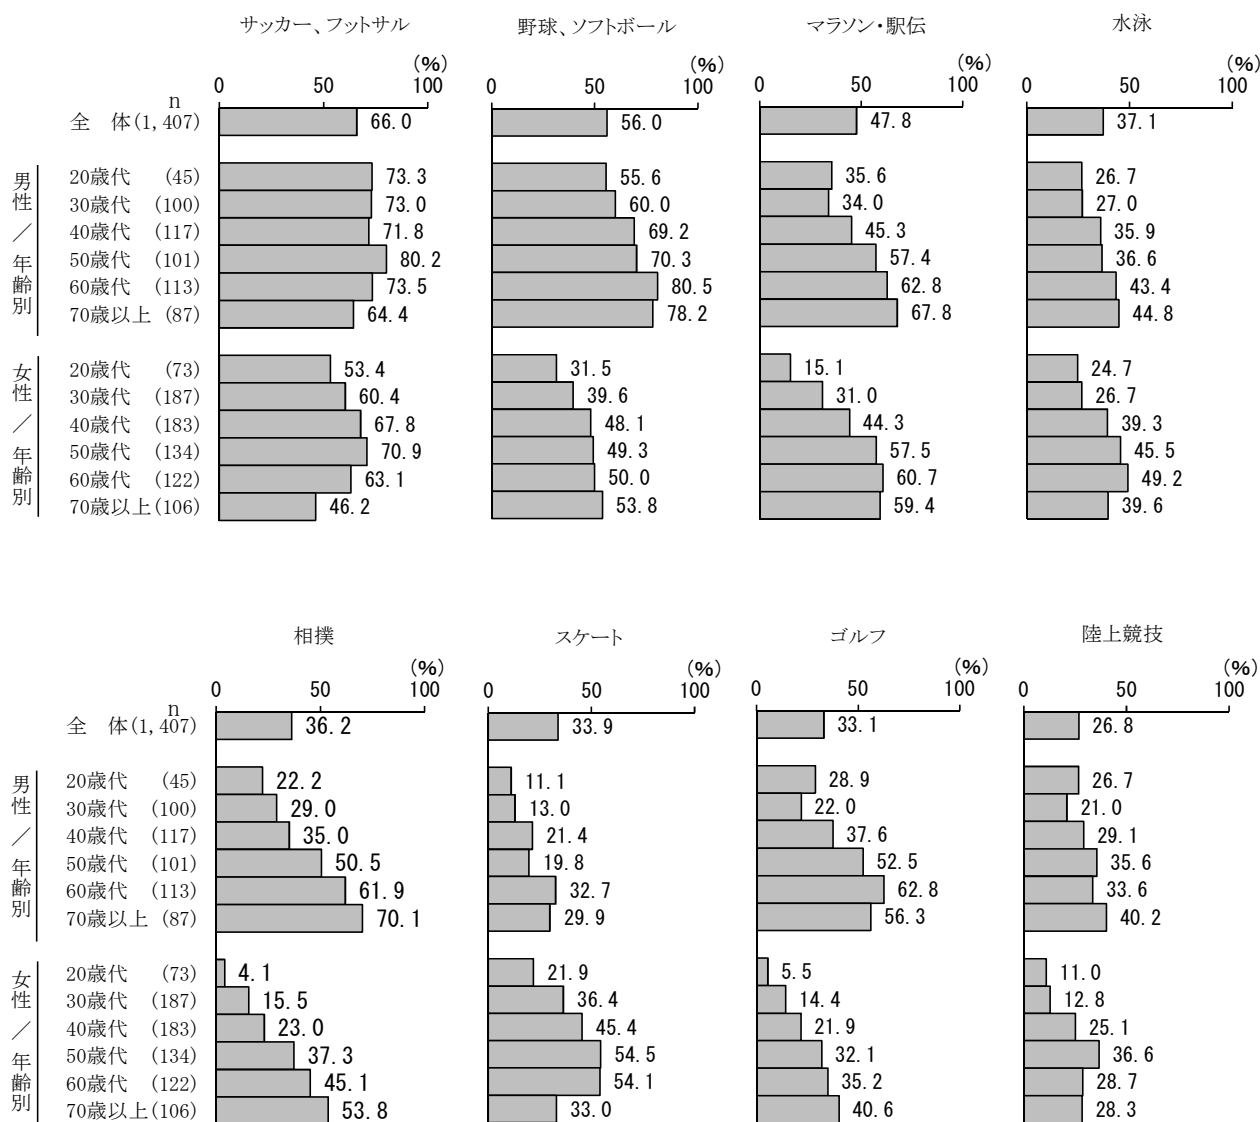 サッカー、フットサル 野球、ソフトボール マラソン・駅伝 水泳
(%) (%) (%) (%)
0 50 100 0 50 100 0 50 100 0 50 100
n
全 体(1,407) 66.0 56.0 47.8 37.1
男性/年齢別
20歳代 (45) 73.3 55.6 35.6 26.7
30歳代 (100) 73.0 60.0 34.0 27.0
40歳代 (117) 71.8 69.2 45.3 35.9
50歳代 (101) 80.2 70.3 57.4 36.6
60歳代 (113) 73.5 80.5 62.8 43.4
70歳以上 (87) 64.4 78.2 67.8 44.8
女性/年齢別
20歳代 (73) 53.4 31.5 15.1 24.7
30歳代 (187) 60.4 39.6 31.0 26.7
40歳代 (183) 67.8 48.1 44.3 39.3
50歳代 (134) 70.9 49.3 57.5 45.5
60歳代 (122) 63.1 50.0 60.7 49.2
70歳以上(106) 46.2 53.8 59.4 39.6
相撲 スケート ゴルフ 陸上競技
(%) (%) (%) (%)
0 50 100 0 50 100 0 50 100 0 50 100
n
全 体(1,407) 36.2 33.9 33.1 26.8
男性/年齢別
20歳代 (45) 22.2 11.1 28.9 26.7
30歳代 (100) 29.0 13.0 22.0 21.0
40歳代 (117) 35.0 21.4 37.6 29.1
50歳代 (101) 50.5 19.8 52.5 35.6
60歳代 (113) 61.9 32.7 62.8 33.6
70歳以上 (87) 70.1 29.9 56.3 40.2
女性/年齢別
20歳代 (73) 4.1 21.9 5.5 11.0
30歳代 (187) 15.5 36.4 14.4 12.8
40歳代 (183) 23.0 45.4 21.9 25.1
50歳代 (134) 37.3 54.5 32.1 36.6
60歳代 (122) 45.1 54.1 35.2 28.7
70歳以上(106) 53.8 33.0 40.6 28.3